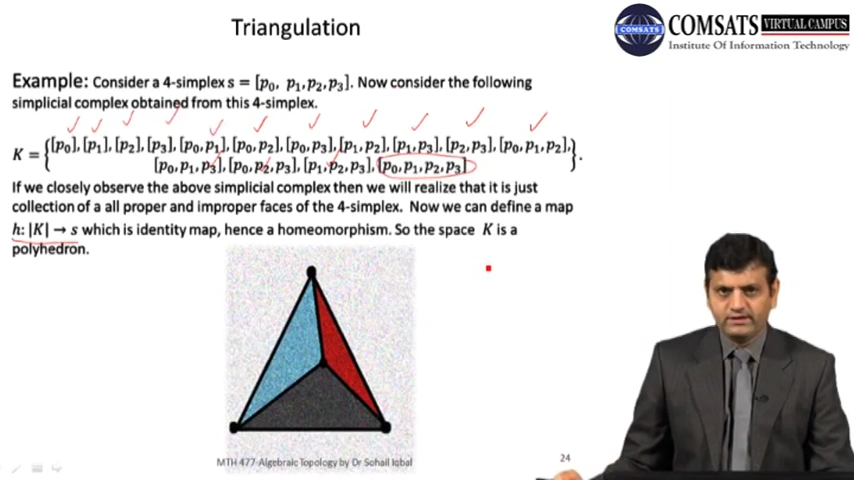 Triangulation
COMSATS VIRTUAL CAMPUS
Institute Of Information Technology
Example: Consider a 4-simplex s = [p₀, p₁,p₂,p₃]. Now consider the following
simplicial complex obtained from this 4-simplex.
[p₀],[p₁],[p₂],[p₃],[p₀,p₁],[p₀,p₂],[p₀,p₃],[p₁,p₂],[p₁,p₃],[p₂,p₃],[p₀,p₁,p₂],
K = { [p₀,p₁,p₃],[p₀,p₂,p₃],[p₁,p₂,p₃],[p₀,p₁,p₂,p₃] }.
If we closely observe the above simplicial complex then we will realize that it is just
collection of a all proper and improper faces of the 4-simplex. Now we can define a map
h: |K| → s which is identity map, hence a homeomorphism. So the space K is a
polyhedron.
MTH 477-Algebraic Topology by Dr Sohail Iqbal
24